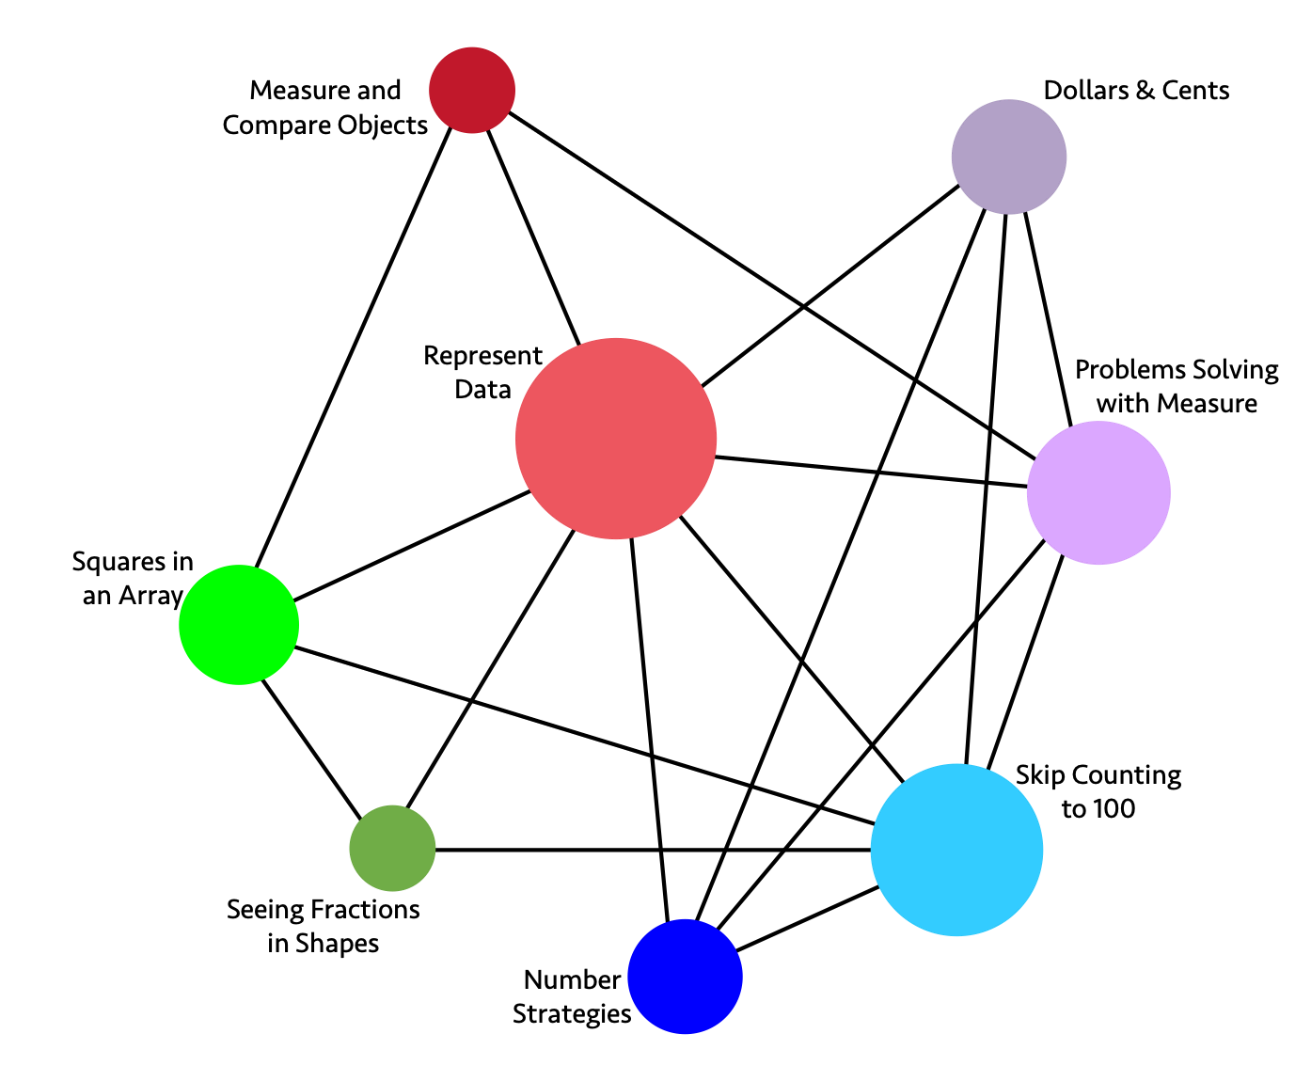 Measure and
Compare Objects
Dollars & Cents
Represent
Data
Problems Solving
with Measure
Squares in
an Array
Skip Counting
to 100
Seeing Fractions
in Shapes
Number
Strategies